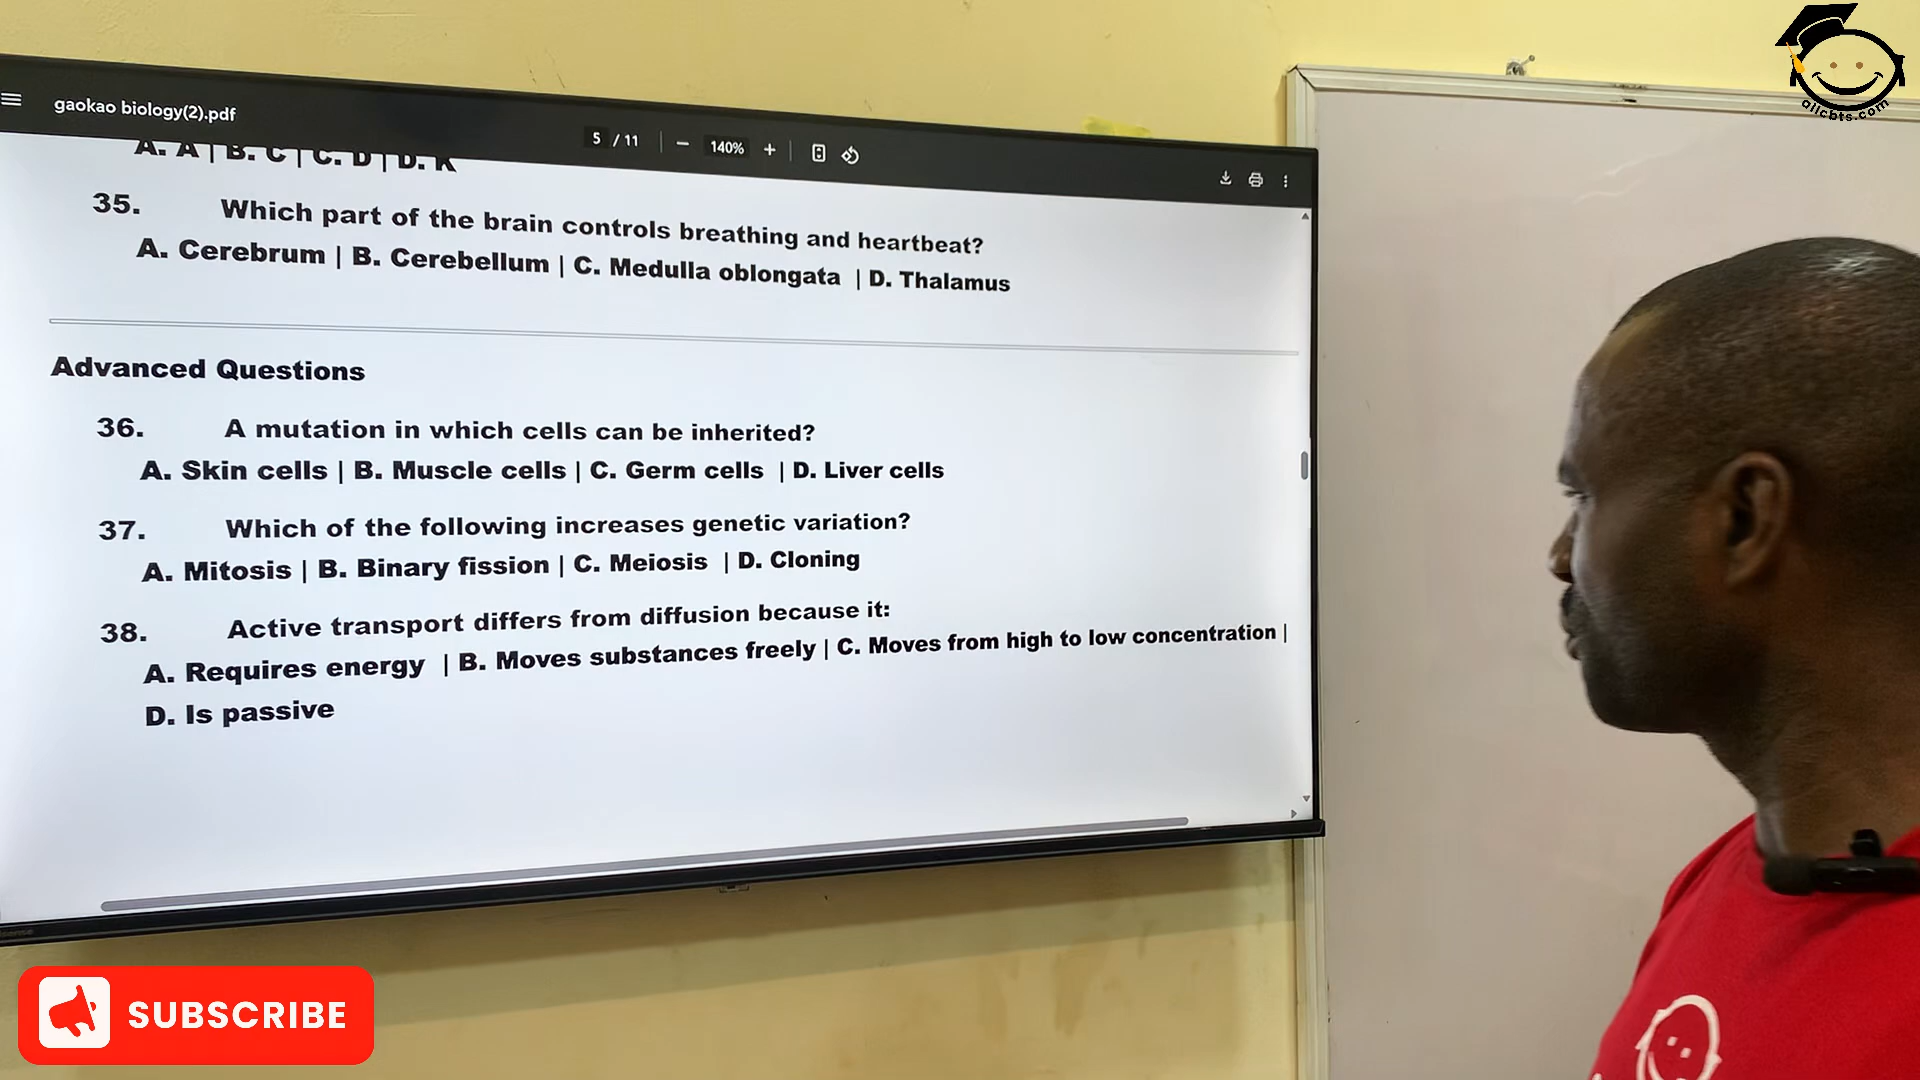 allcbts.com
gaokao biology(2).pdf
5 / 11
140%
A. A | B. C | C. D | D. K
35. Which part of the brain controls breathing and heartbeat?
A. Cerebrum | B. Cerebellum | C. Medulla oblongata | D. Thalamus
Advanced Questions
36. A mutation in which cells can be inherited?
A. Skin cells | B. Muscle cells | C. Germ cells | D. Liver cells
37. Which of the following increases genetic variation?
A. Mitosis | B. Binary fission | C. Meiosis | D. Cloning
38. Active transport differs from diffusion because it:
A. Requires energy | B. Moves substances freely | C. Moves from high to low concentration |
D. Is passive
SUBSCRIBE